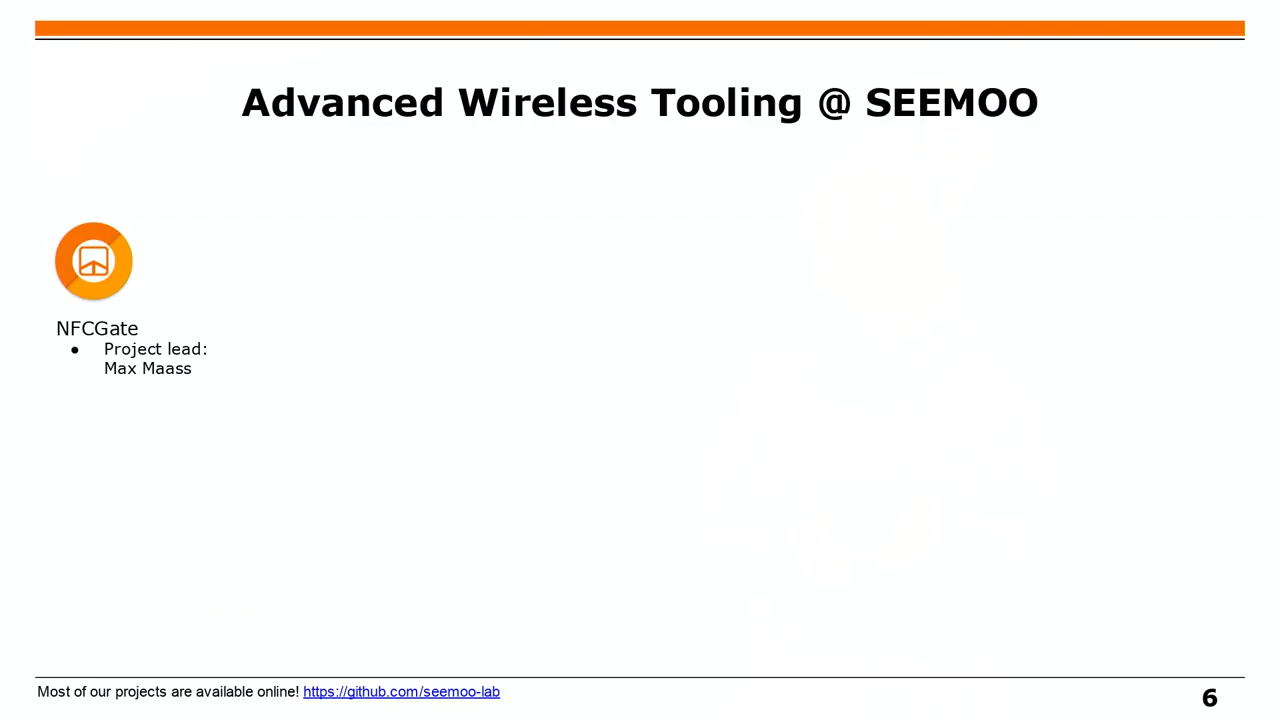 Advanced Wireless Tooling @ SEEMOO
NFCGate
● Project lead:
Max Maass
Most of our projects are available online! https://github.com/seemoo-lab
6